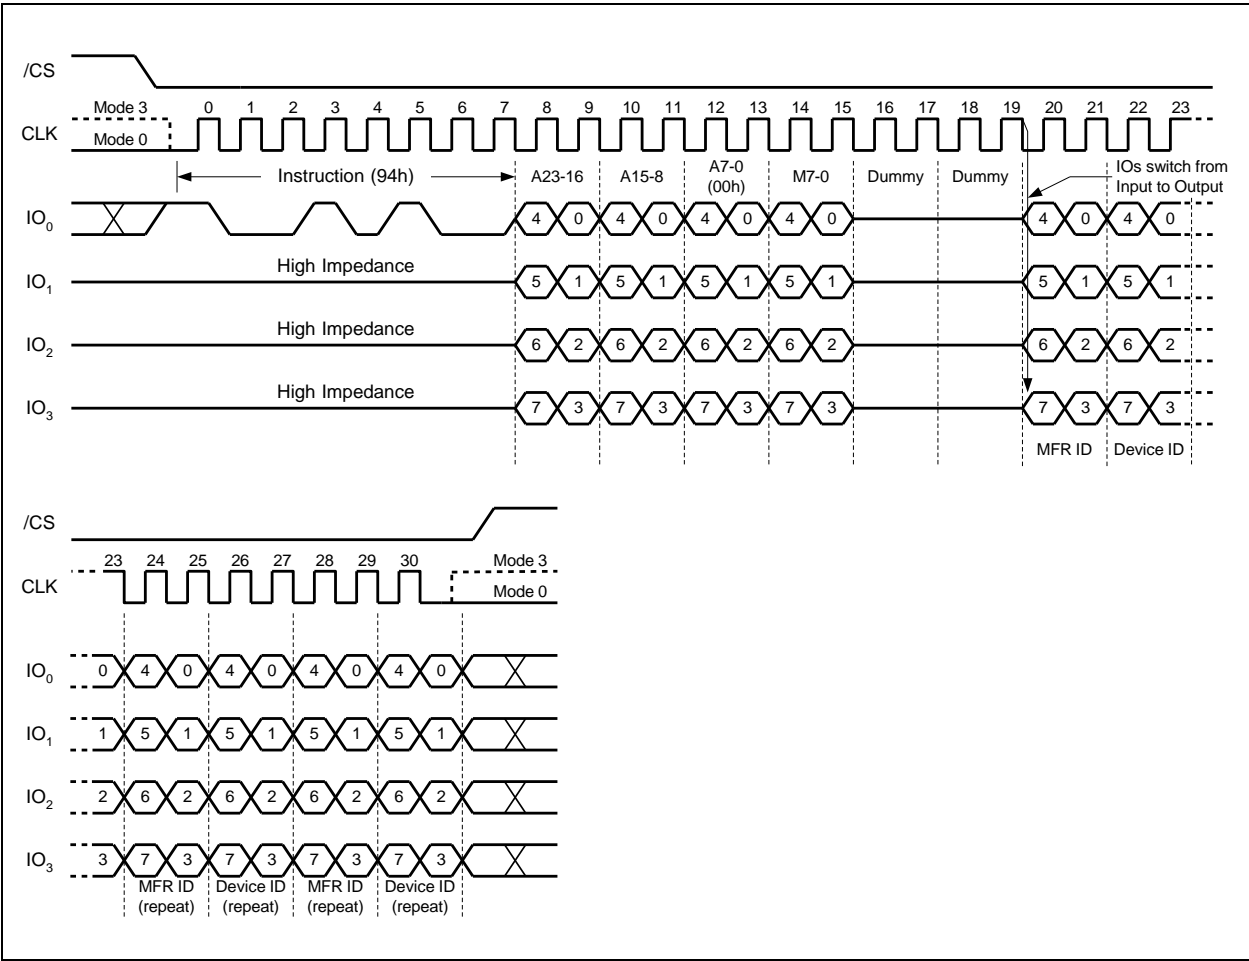 /CS
Mode 3 0 1 2 3 4 5 6 7 8 9 10 11 12 13 14 15 16 17 18 19 20 21 22 23
CLK Mode 0
Instruction (94h) A23-16 A15-8 A7-0 (00h) M7-0 Dummy Dummy IOs switch from Input to Output
IO0 4 0 4 0 4 0 4 0 4 0 4 0
High Impedance
IO1 5 1 5 1 5 1 5 1 5 1 5 1
High Impedance
IO2 6 2 6 2 6 2 6 2 6 2 6 2
High Impedance
IO3 7 3 7 3 7 3 7 3 7 3 7 3
MFR ID Device ID
/CS
23 24 25 26 27 28 29 30 Mode 3
CLK Mode 0
IO0 0 4 0 4 0 4 0 4 0
IO1 1 5 1 5 1 5 1 5 1
IO2 2 6 2 6 2 6 2 6 2
IO3 3 7 3 7 3 7 3 7 3
MFR ID Device ID MFR ID Device ID
(repeat) (repeat) (repeat) (repeat)